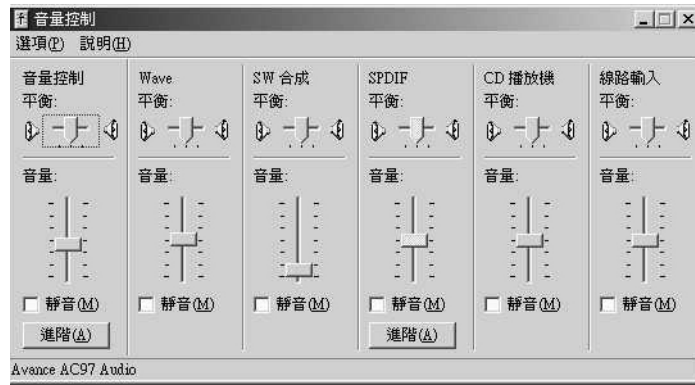 音量控制
選項(P) 說明(H)
音量控制
平衡:
音量:
靜音(M)
進階(A)
Wave
平衡:
音量:
靜音(M)
SW 合成
平衡:
音量:
靜音(M)
SPDIF
平衡:
音量:
靜音(M)
進階(A)
CD 播放機
平衡:
音量:
靜音(M)
線路輸入
平衡:
音量:
靜音(M)
Avance AC97 Audio